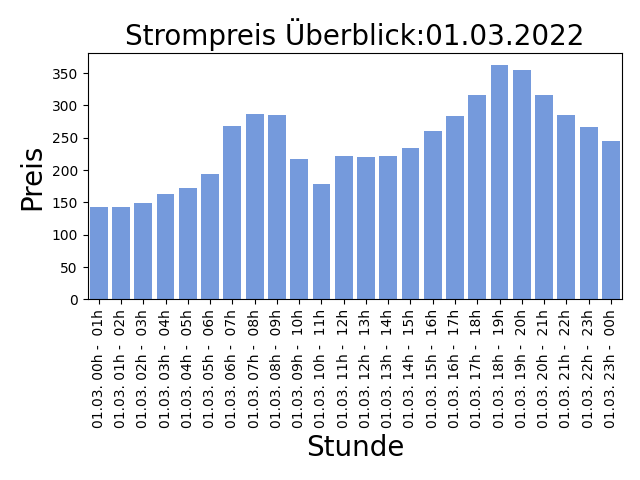 Strompreis Überblick:01.03.2022
Preis
350
300
250
200
150
100
50
0
01.03. 00h - 01h
01.03. 01h - 02h
01.03. 02h - 03h
01.03. 03h - 04h
01.03. 04h - 05h
01.03. 05h - 06h
01.03. 06h - 07h
01.03. 07h - 08h
01.03. 08h - 09h
01.03. 09h - 10h
01.03. 10h - 11h
01.03. 11h - 12h
01.03. 12h - 13h
01.03. 13h - 14h
01.03. 14h - 15h
01.03. 15h - 16h
01.03. 16h - 17h
01.03. 17h - 18h
01.03. 18h - 19h
01.03. 19h - 20h
01.03. 20h - 21h
01.03. 21h - 22h
01.03. 22h - 23h
01.03. 23h - 00h
Stunde